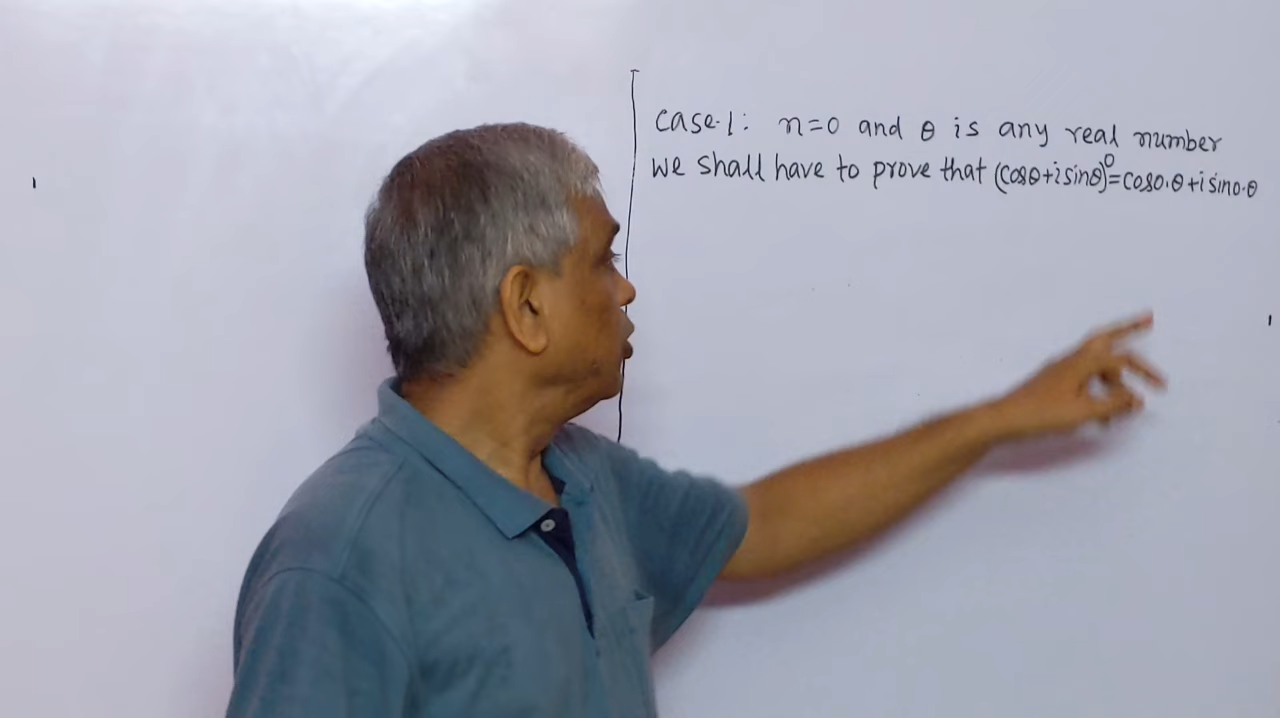 case-1: n=0 and θ is any real number
we shall have to prove that (cosθ+isinθ)⁰=cos0.θ+isin0.θ